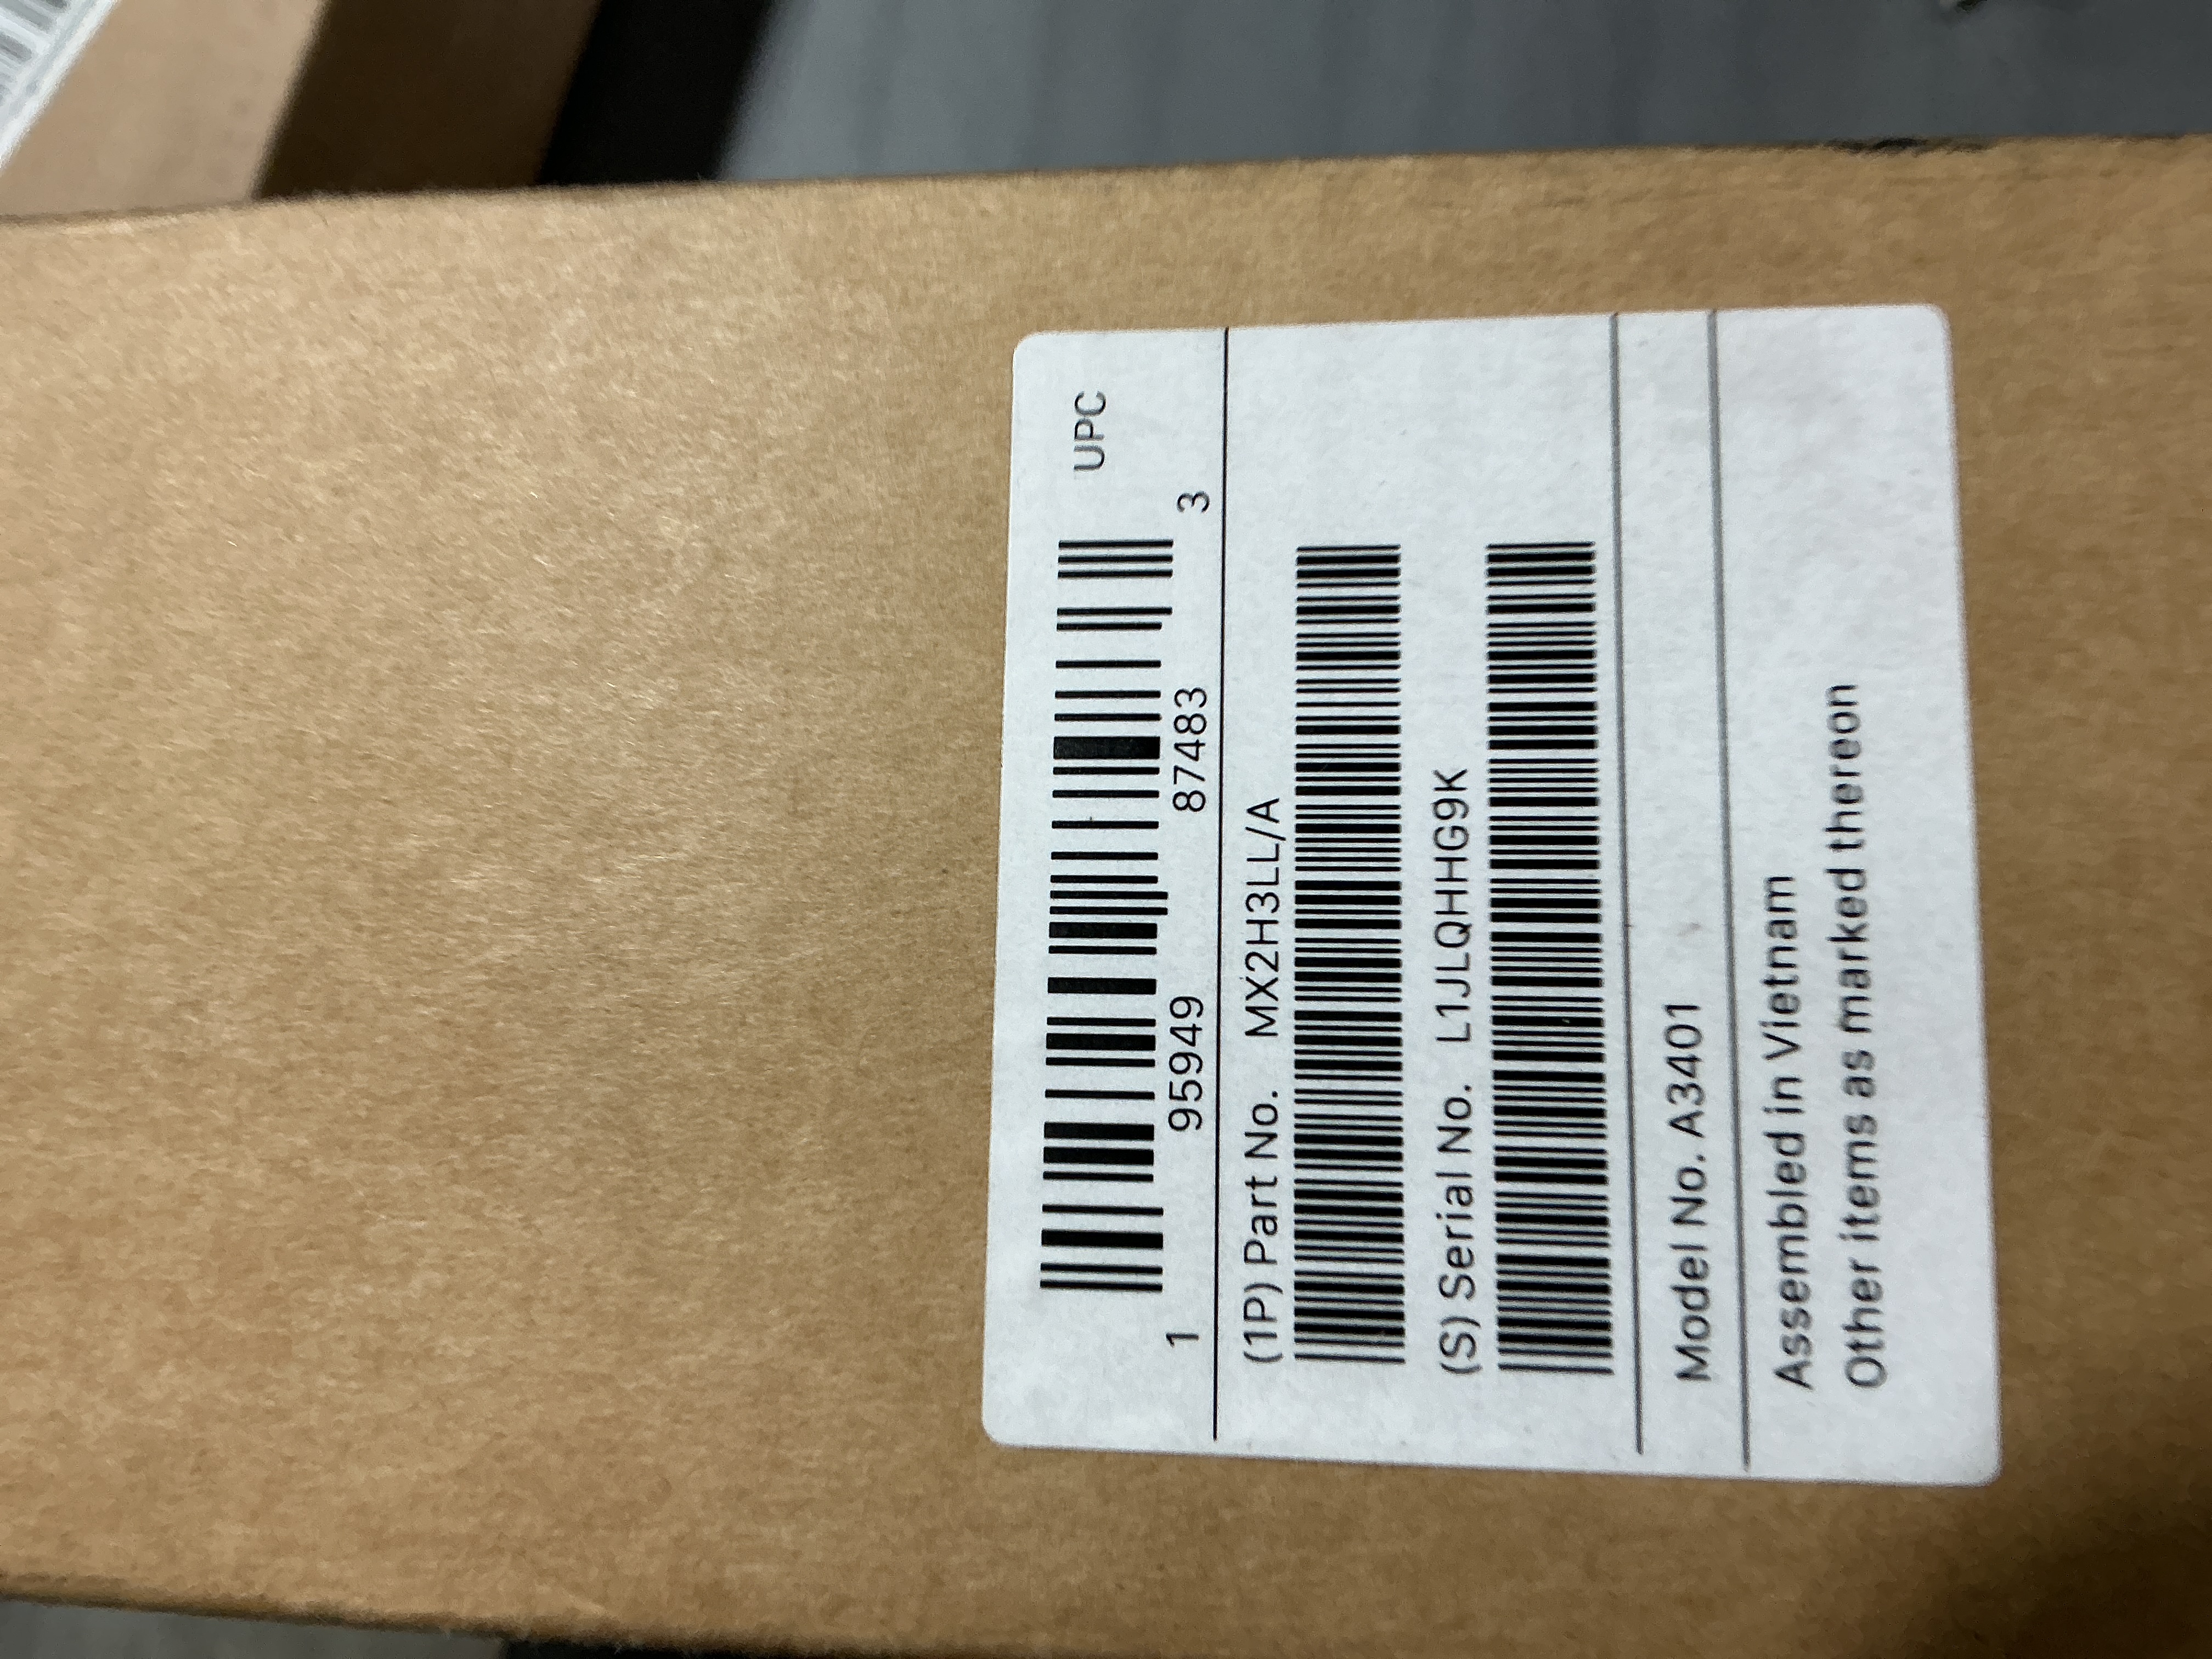 UPC
1 95949 87483 3
(1P) Part No. MX2H3LL/A
(S) Serial No. L1JLQHHG9K
Model No. A3401
Assembled in Vietnam
Other items as marked thereon